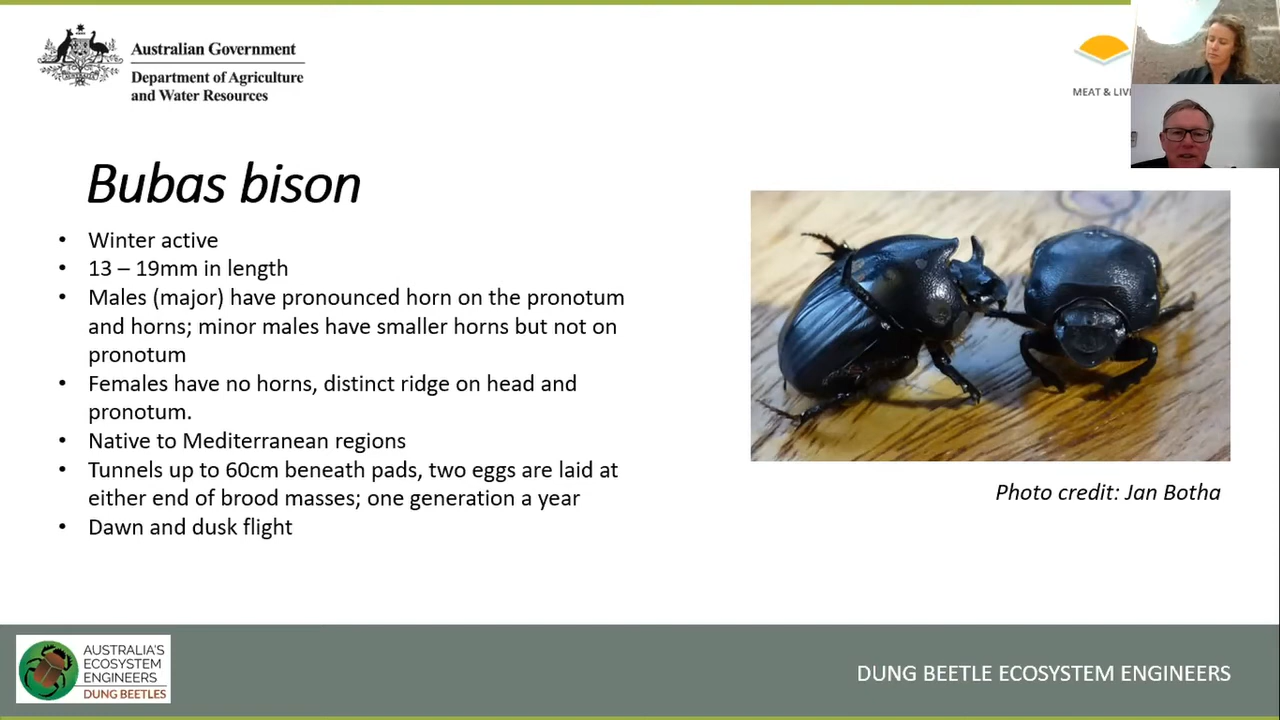 Australian Government
Department of Agriculture
and Water Resources
MEAT & LIV
Bubas bison
• Winter active
• 13 – 19mm in length
• Males (major) have pronounced horn on the pronotum
and horns; minor males have smaller horns but not on
pronotum
• Females have no horns, distinct ridge on head and
pronotum.
• Native to Mediterranean regions
• Tunnels up to 60cm beneath pads, two eggs are laid at
either end of brood masses; one generation a year
• Dawn and dusk flight
Photo credit: Jan Botha
AUSTRALIA'S
ECOSYSTEM
ENGINEERS
DUNG BEETLES
DUNG BEETLE ECOSYSTEM ENGINEERS